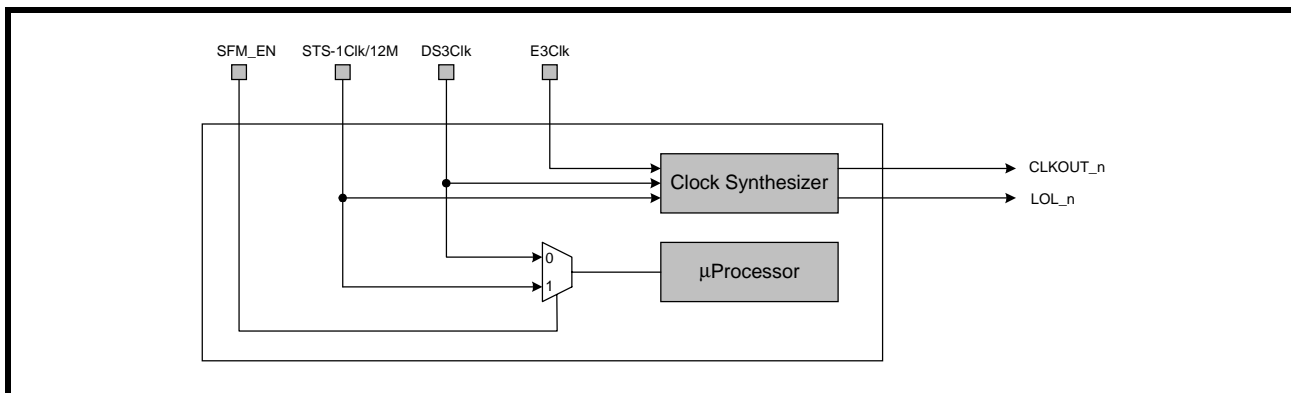 SFM_EN STS-1Clk/12M DS3Clk E3Clk
Clock Synthesizer
CLKOUT_n
LOL_n
0
1
µProcessor